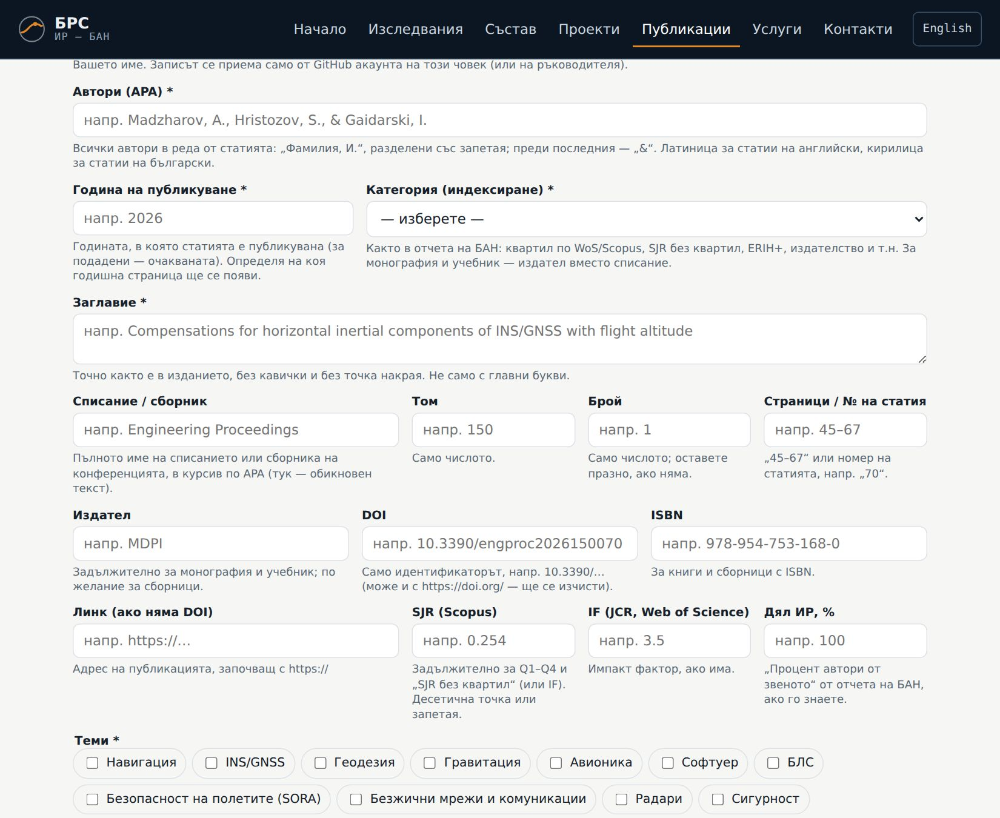 БРС
ИР — БАН
Начало Изследвания Състав Проекти Публикации Услуги Контакти English
Вашето име. Записът се приема само от GitHub акаунта на този човек (или на ръководителя).
Автори (APA) *
напр. Madzharov, A., Hristozov, S., & Gaidarski, I.
Всички автори в реда от статията: „Фамилия, И.“, разделени със запетая; преди последния — „&“. Латиница за статии на английски, кирилица
за статии на български.
Година на публикуване * Категория (индексиране) *
напр. 2026 — изберете —
Годината, в която статията е публикувана (за
подадени — очакваната). Определя на коя
годишна страница ще се появи.
Както в отчета на БАН: квартил по WoS/Scopus, SJR без квартил, ERIH+, издателство и т.н. За
монография и учебник — издател вместо списание.
Заглавие *
напр. Compensations for horizontal inertial components of INS/GNSS with flight altitude
Точно както е в изданието, без кавички и без точка накрая. Не само с главни букви.
Списание / сборник Том Брой Страници / № на статия
напр. Engineering Proceedings напр. 150 напр. 1 напр. 45–67
Пълното име на списанието или сборника на
конференцията, в курсив по APA (тук — обикновен
текст).
Само числото.
Само числото; оставете
празно, ако няма.
„45–67“ или номер на
статията, напр. „70“.
Издател DOI ISBN
напр. MDPI напр. 10.3390/engproc2026150070 напр. 978-954-753-168-0
Задължително за монография и учебник; по
желание за сборници.
Само идентификаторът, напр. 10.3390/…
(може и с https://doi.org/ — ще се изчисти).
За книги и сборници с ISBN.
Линк (ако няма DOI) SJR (Scopus) IF (JCR, Web of Science) Дял ИР, %
напр. https://… напр. 0.254 напр. 3.5 напр. 100
Адрес на публикацията, започващ с https://
Задължително за Q1–Q4 и
„SJR без квартил“ (или IF).
Десетична точка или
запетая.
Импакт фактор, ако има.
„Процент автори от
звеното“ от отчета на БАН,
ако го знаете.
Теми *
Навигация INS/GNSS Геодезия Гравитация Авионика Софтуер БЛС
Безопасност на полетите (SORA) Безжични мрежи и комуникации Радари Сигурност